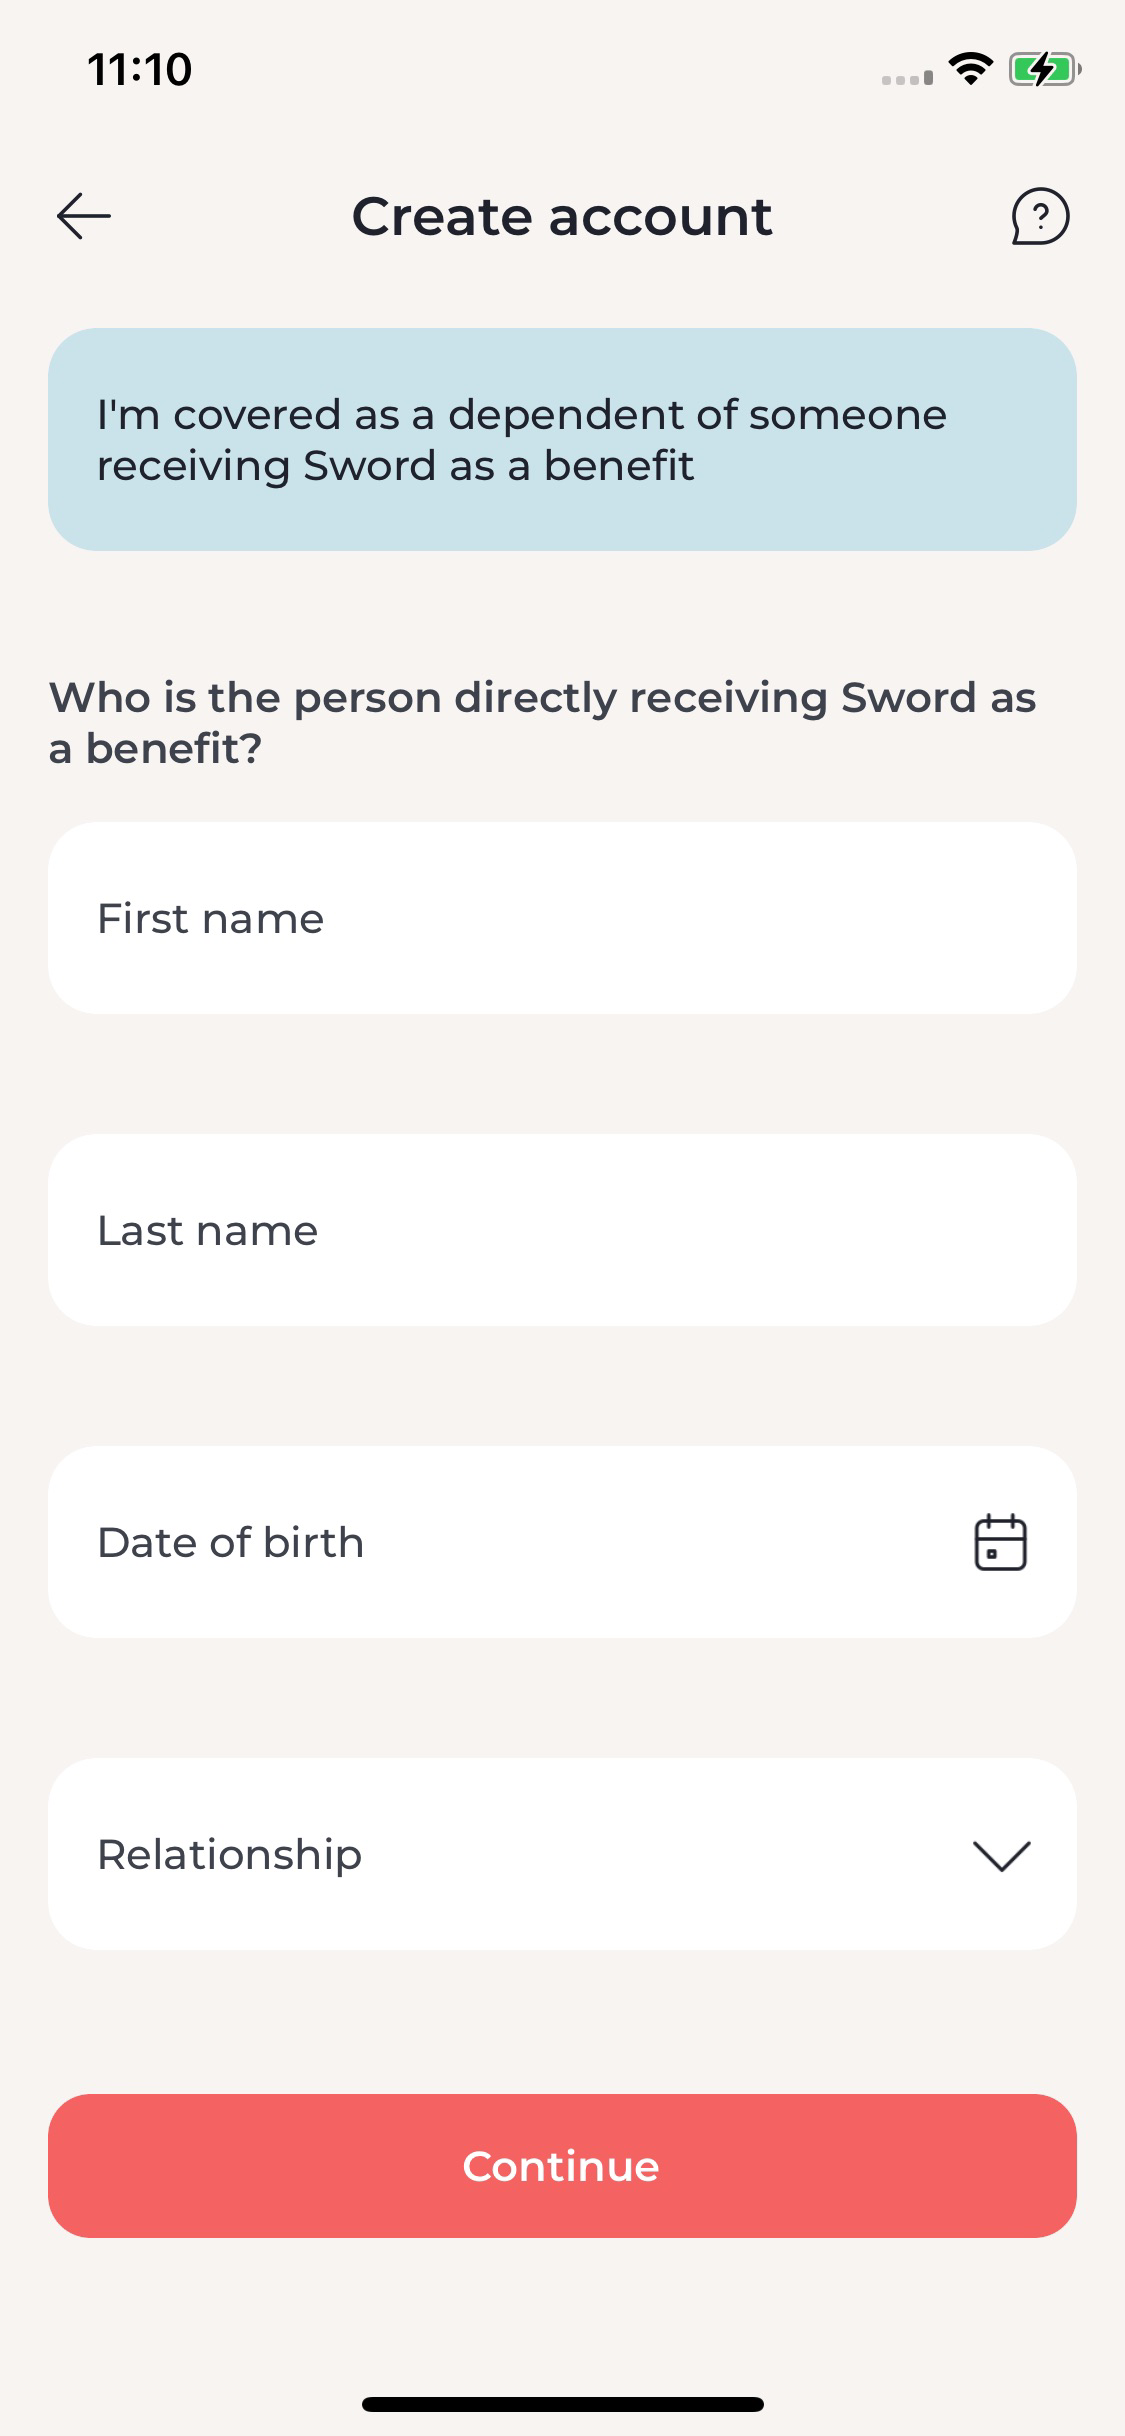 11:10
Create account
?
I'm covered as a dependent of someone
receiving Sword as a benefit
Who is the person directly receiving Sword as
a benefit?
First name
Last name
Date of birth
Relationship
Continue